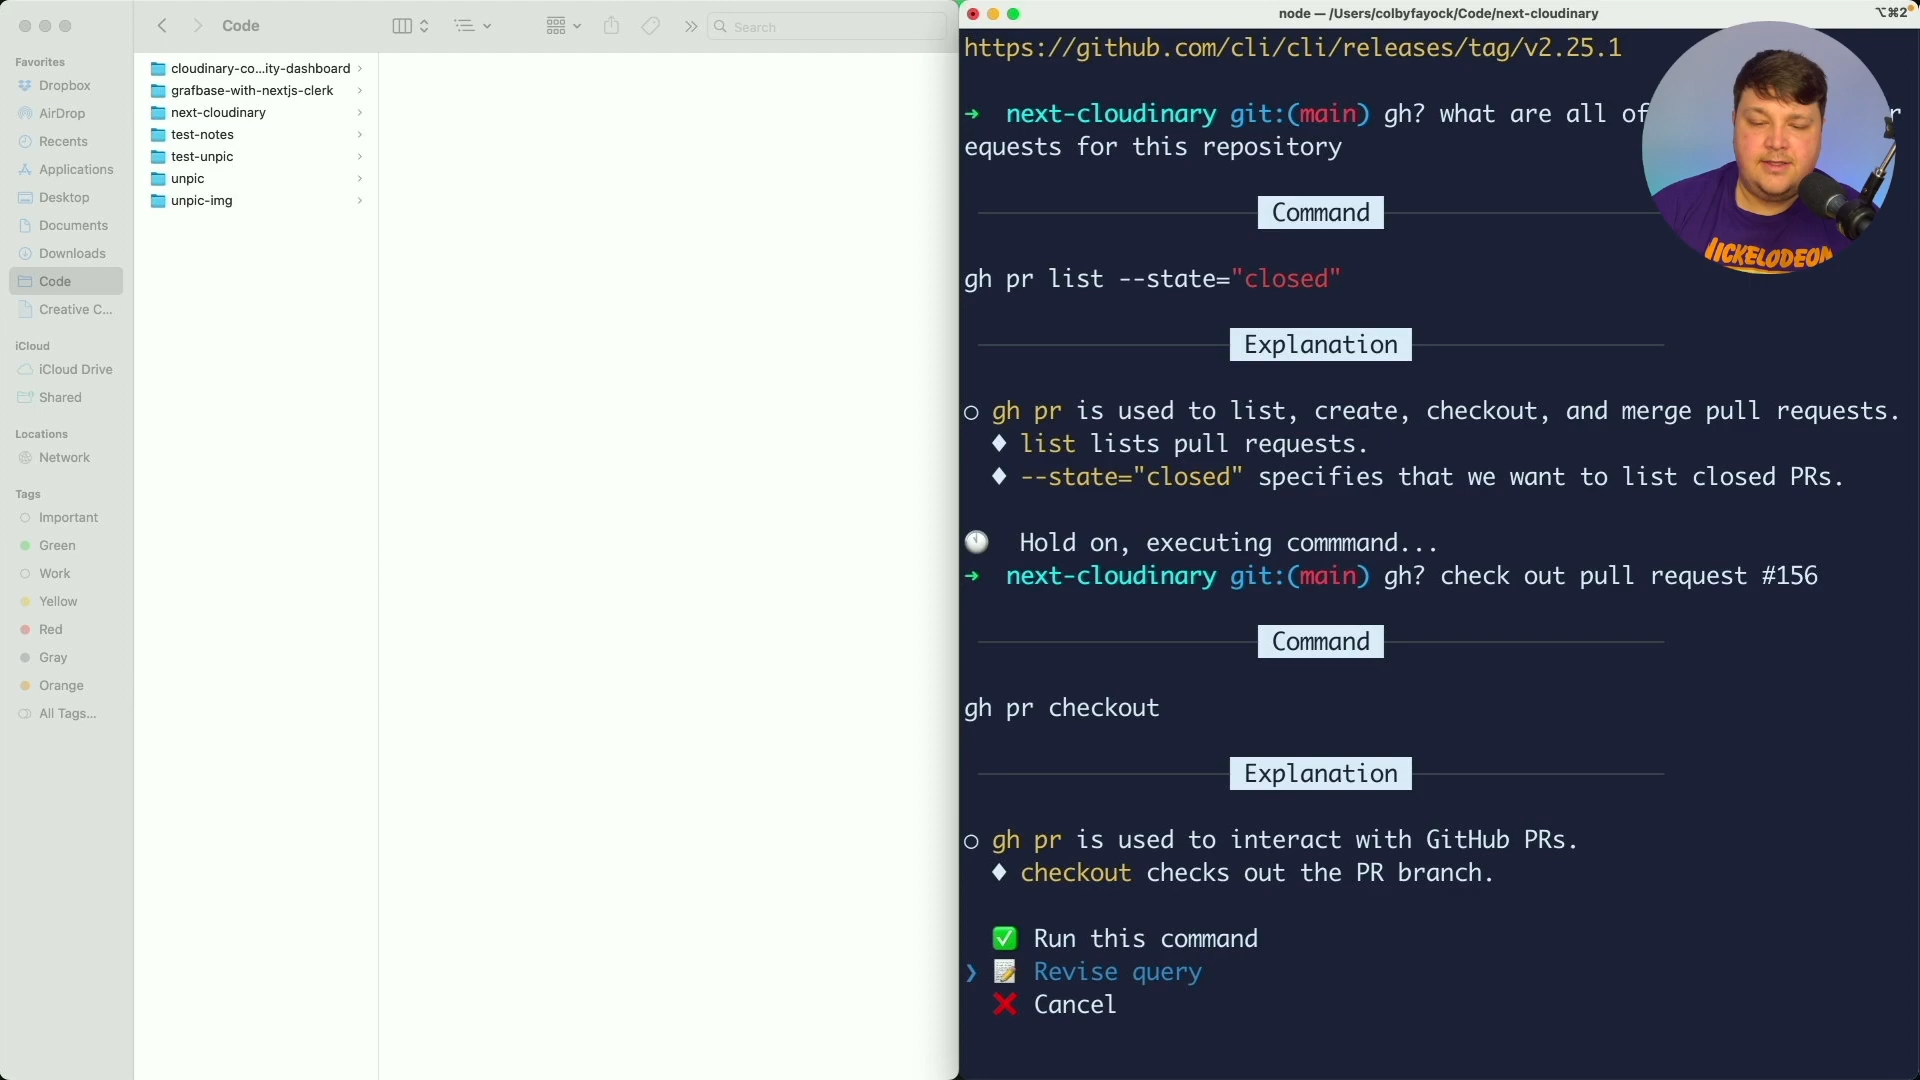 Code
Search
Favorites
Dropbox
AirDrop
Recents
Applications
Desktop
Documents
Downloads
Code
Creative C...
iCloud
iCloud Drive
Shared
Locations
Network
Tags
Important
Green
Work
Yellow
Red
Gray
Orange
All Tags...
cloudinary-co...ity-dashboard
grafbase-with-nextjs-clerk
next-cloudinary
test-notes
test-unpic
unpic
unpic-img
node — /Users/colbyfayock/Code/next-cloudinary
⌥⌘2
https://github.com/cli/cli/releases/tag/v2.25.1
➜ next-cloudinary git:(main) gh? what are all of
equests for this repository
Command
gh pr list --state="closed"
Explanation
○ gh pr is used to list, create, checkout, and merge pull requests.
◆ list lists pull requests.
◆ --state="closed" specifies that we want to list closed PRs.
🕛 Hold on, executing commmand...
➜ next-cloudinary git:(main) gh? check out pull request #156
Command
gh pr checkout
Explanation
○ gh pr is used to interact with GitHub PRs.
◆ checkout checks out the PR branch.
✅ Run this command
❯ 📝 Revise query
❌ Cancel
NICKELODEON